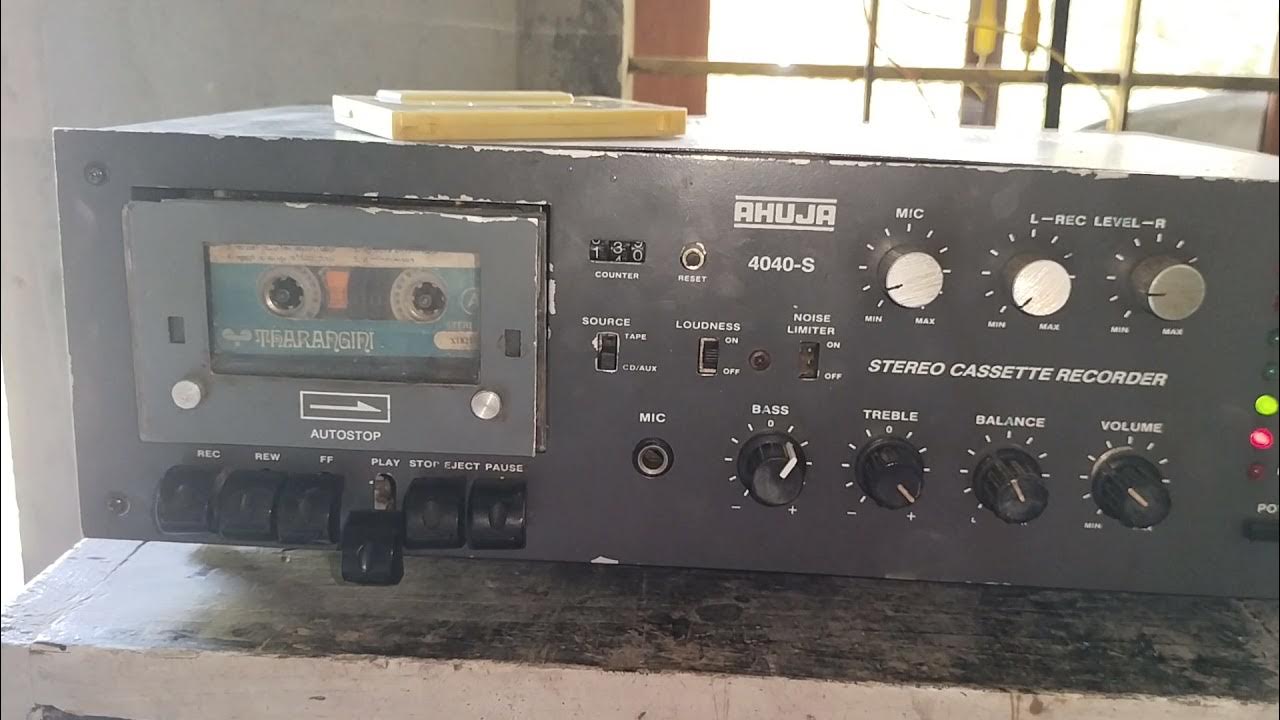 AHUJA
4040-S
MIC
MIN
MAX
L-REC LEVEL-R
MIN
MAX
MIN
MAX
COUNTER
RESET
SOURCE
TAPE
CD/AUX
LOUDNESS
ON
OFF
NOISE
LIMITER
ON
OFF
STEREO CASSETTE RECORDER
THARANGINI
A
AUTOSTOP
REC
REW
FF
PLAY
STOP EJECT
PAUSE
MIC
BASS
0
-
+
TREBLE
0
-
+
BALANCE
L
VOLUME
MIN
PO